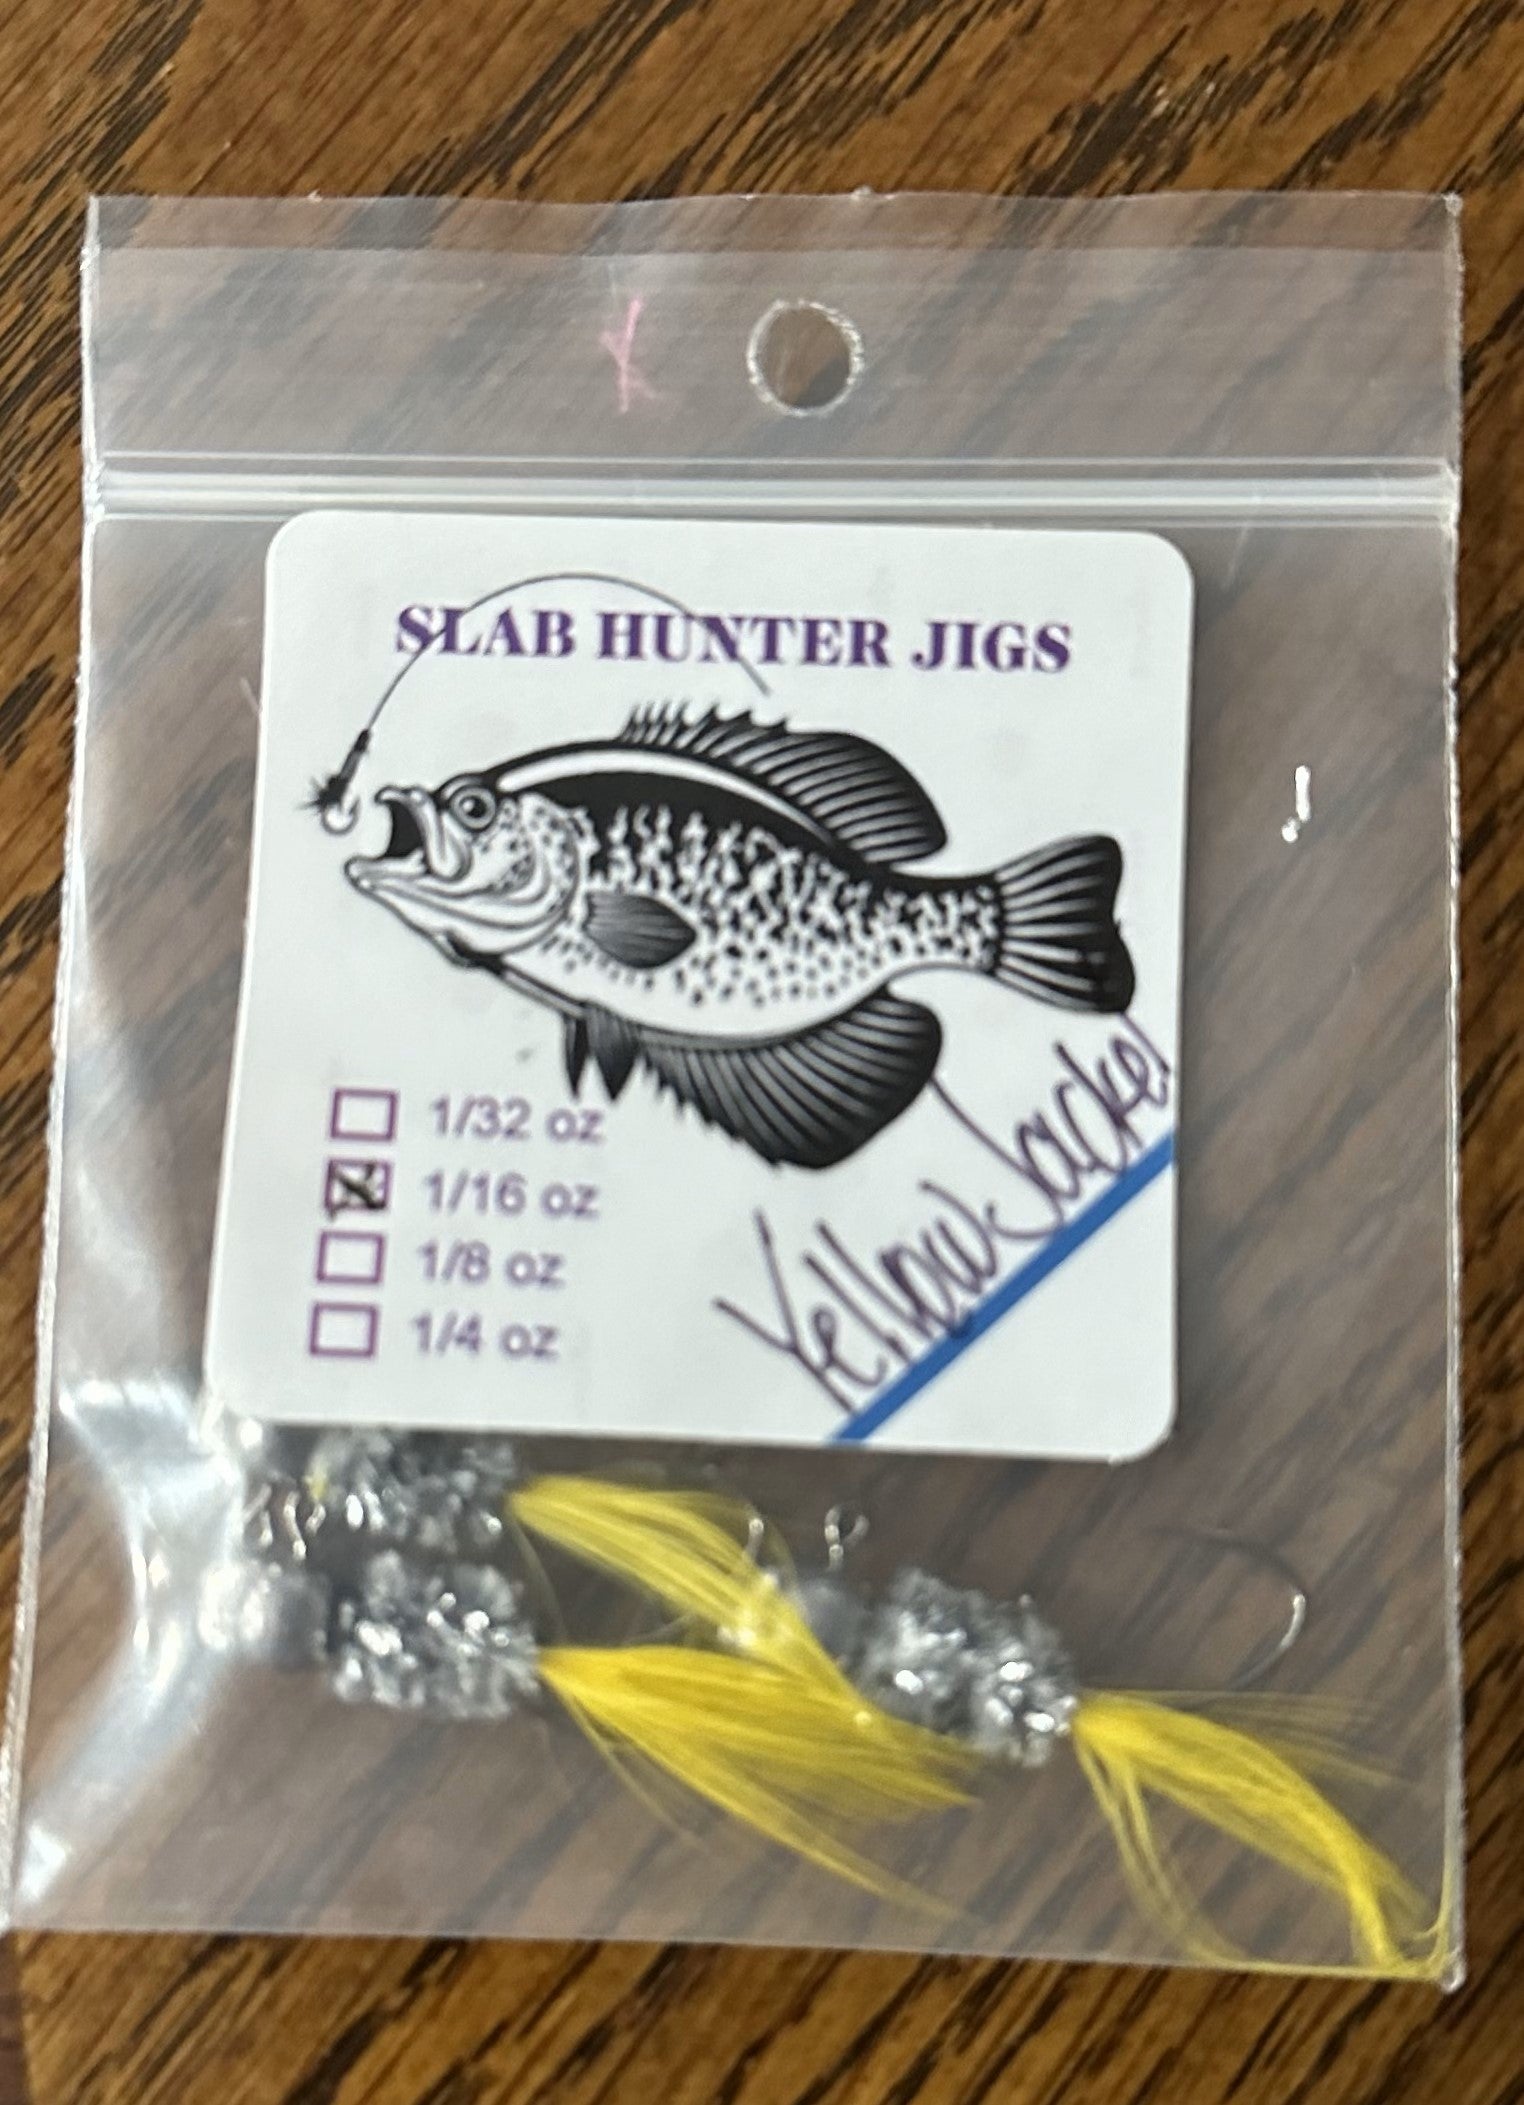 SLAB HUNTER JIGS
1/32 oz
1/16 oz
1/8 oz
1/4 oz
Yellow Jacket